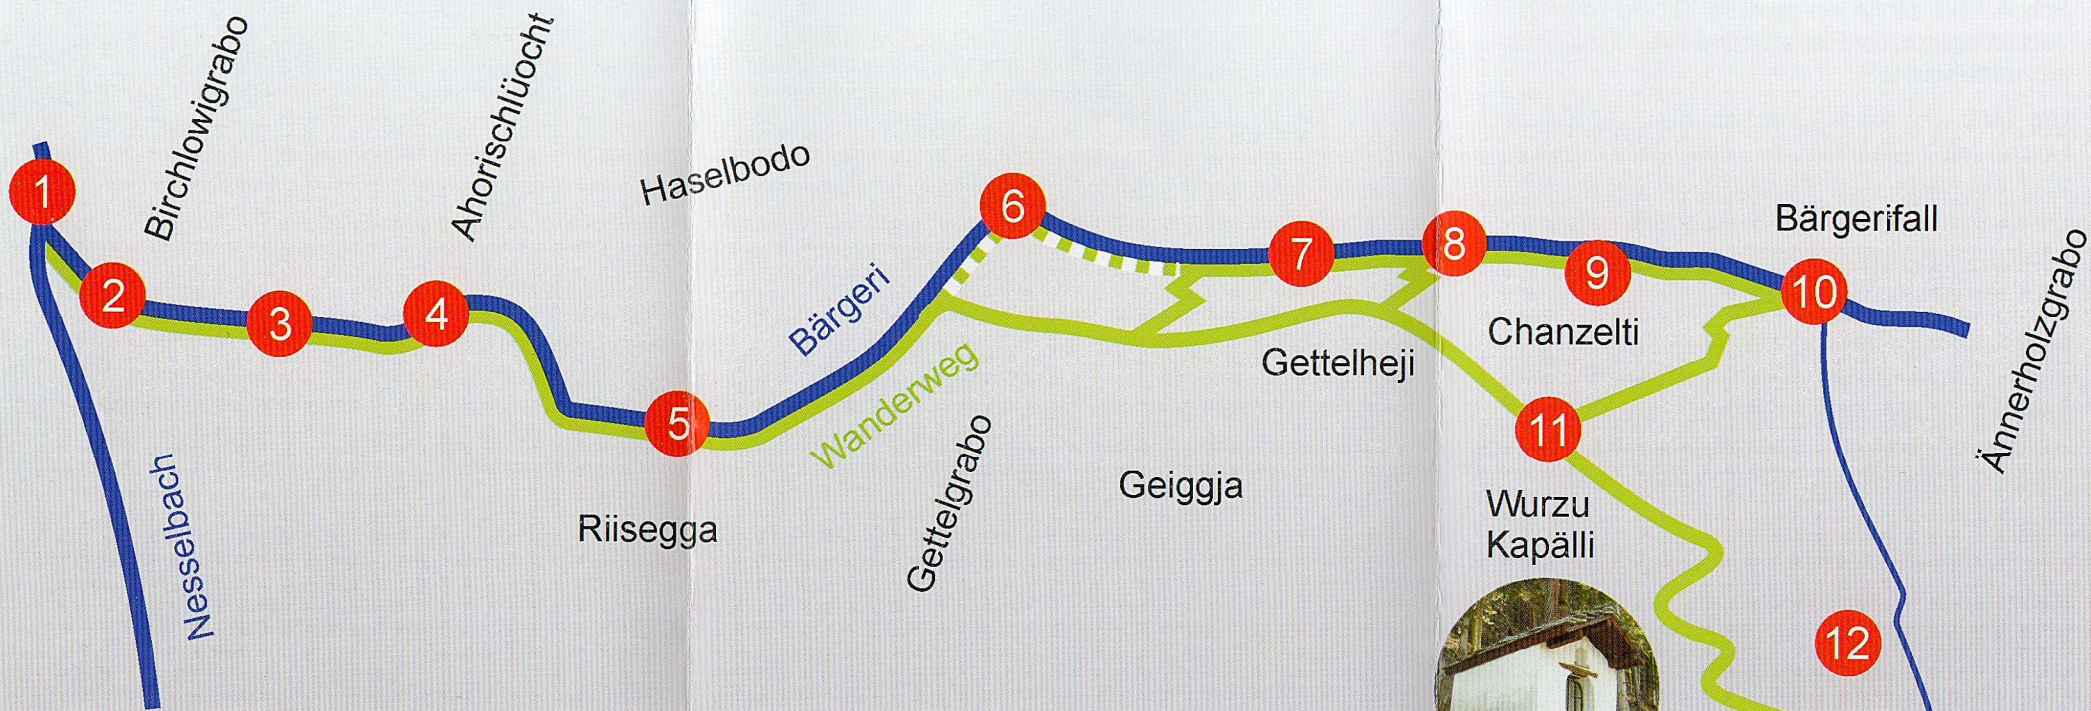 Birchlowigrabo
Ahorischlüocht
Haselbodo
1
2
3
4
5
6
7
8
9
10
11
12
Bärgerifall
Ännerholzgrabo
Bärgeri
Wanderweg
Chanzelti
Gettelheji
Nesselbach
Riisegga
Gettelgrabo
Geiggja
Wurzu
Kapälli